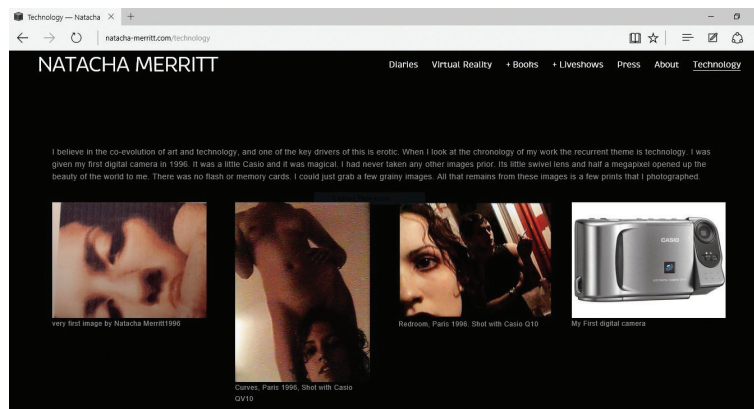 Technology — Natacha
natacha-merritt.com/technology
NATACHA MERRITT
Diaries Virtual Reality + Books + Liveshows Press About Technology
I believe in the co-evolution of art and technology, and one of the key drivers of this is erotic. When I look at the chronology of my work the recurrent theme is technology. I was
given my first digital camera in 1996. It was a little Casio and it was magical. I had never taken any other images prior. Its little swivel lens and half a megapixel opened up the
beauty of the world to me. There was no flash or memory cards. I could just grab a few grainy images. All that remains from these images is a few prints that I photographed.
CASIO
very first image by Natacha Merritt1996
Redroom, Paris 1996. Shot with Casio Q10
My First digital camera
Curves, Paris 1996, Shot with Casio
QV10